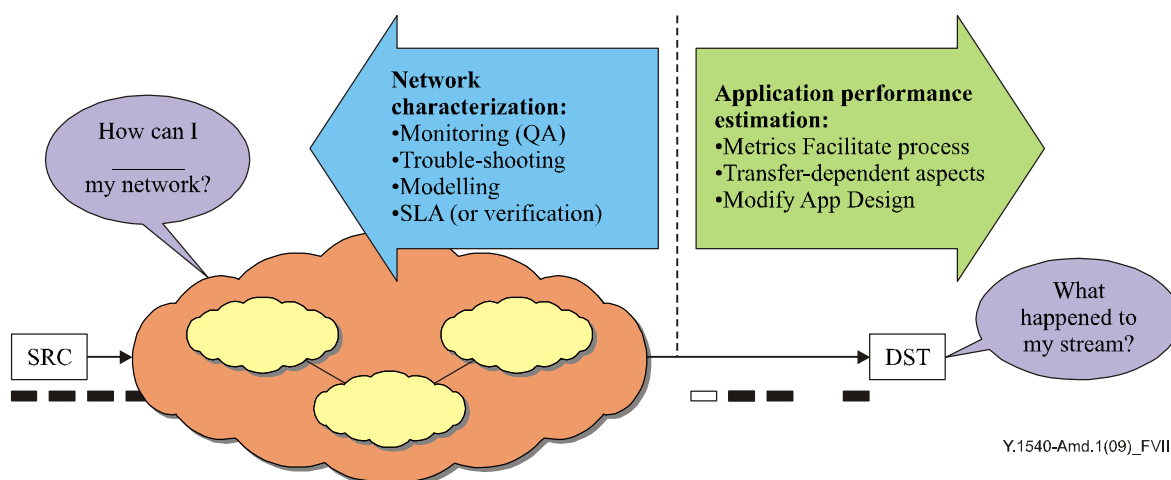 Network
characterization:
•Monitoring (QA)
•Trouble-shooting
•Modelling
•SLA (or verification)
Application performance
estimation:
•Metrics Facilitate process
•Transfer-dependent aspects
•Modify App Design
How can I
________
my network?
What
happened to
my stream?
SRC
DST
Y.1540-Amd.1(09)_FVII